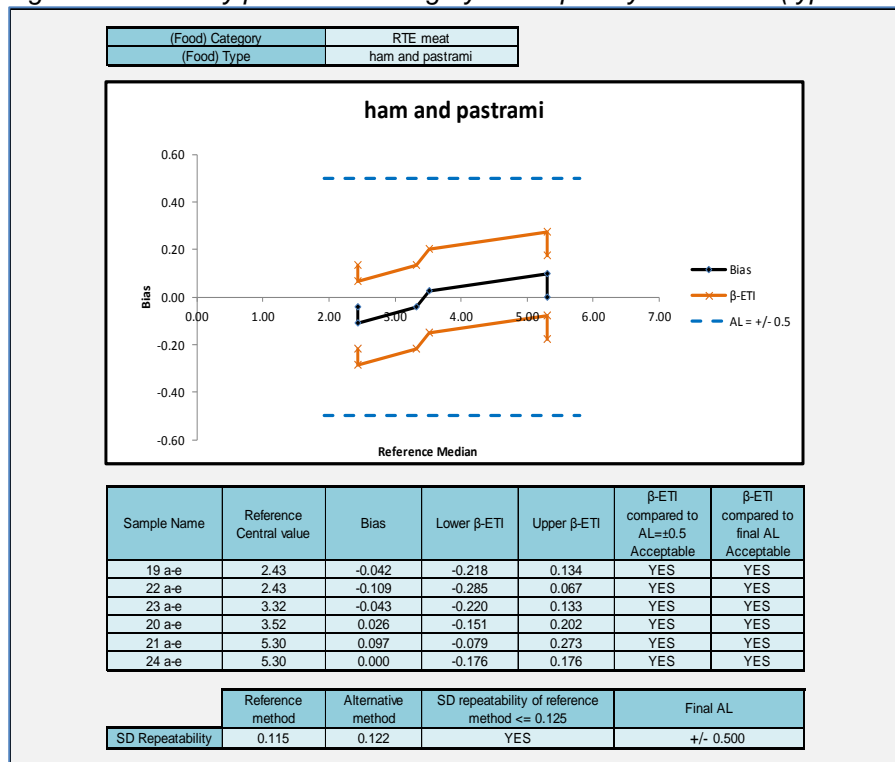 (Food) Category RTE meat
(Food) Type ham and pastrami
ham and pastrami
0.60
0.40
0.20
0.00
-0.20
-0.40
-0.60
Bias
0.00 1.00 2.00 3.00 4.00 5.00 6.00 7.00
Reference Median
Bias
β-ETI
AL = +/- 0.5
Sample Name Reference Central value Bias Lower β-ETI Upper β-ETI β-ETI compared to AL=±0.5 Acceptable β-ETI compared to final AL Acceptable
19 a-e 2.43 -0.042 -0.218 0.134 YES YES
22 a-e 2.43 -0.109 -0.285 0.067 YES YES
23 a-e 3.32 -0.043 -0.220 0.133 YES YES
20 a-e 3.52 0.026 -0.151 0.202 YES YES
21 a-e 5.30 0.097 -0.079 0.273 YES YES
24 a-e 5.30 0.000 -0.176 0.176 YES YES
Reference method Alternative method SD repeatability of reference method <= 0.125 Final AL
SD Repeatability 0.115 0.122 YES +/- 0.500